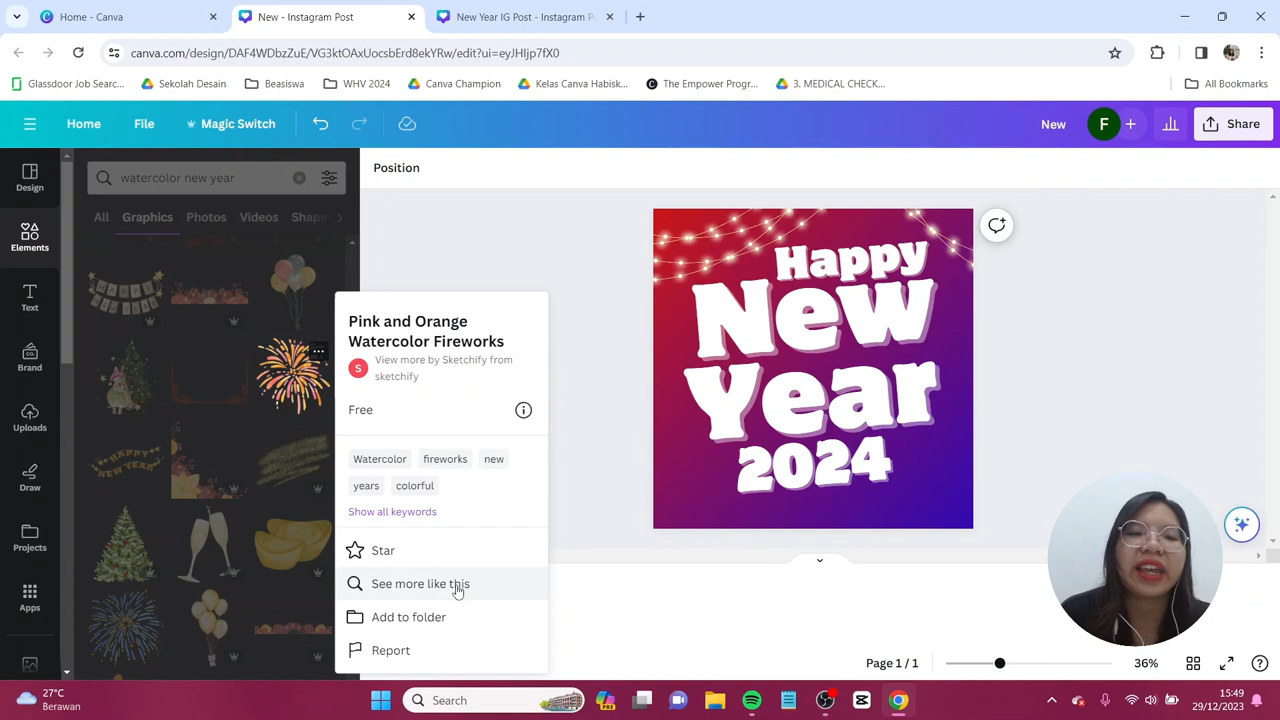 Home - Canva
New - Instagram Post
New Year IG Post - Instagram P
canva.com/design/DAF4WDbzZuE/VG3ktOAxUocsbErd8ekYRw/edit?ui=eyJHIjp7fX0
Glassdoor Job Searc...
Sekolah Desain
Beasiswa
WHV 2024
Canva Champion
Kelas Canva Habisk...
The Empower Progr...
3. MEDICAL CHECK...
All Bookmarks
Home
File
Magic Switch
New
F
Share
Design
Elements
Text
Brand
Uploads
Draw
Projects
Apps
watercolor new year
All
Graphics
Photos
Videos
Shape
Position
HAPPY NEW YEAR
Pink and Orange
Watercolor Fireworks
S
View more by Sketchify from
sketchify
Free
Watercolor
fireworks
new
years
colorful
Show all keywords
Star
See more like this
Add to folder
Report
Happy
New
Year
2024
Page 1 / 1
36%
27°C
Berawan
Search
PRE
15:49
29/12/2023